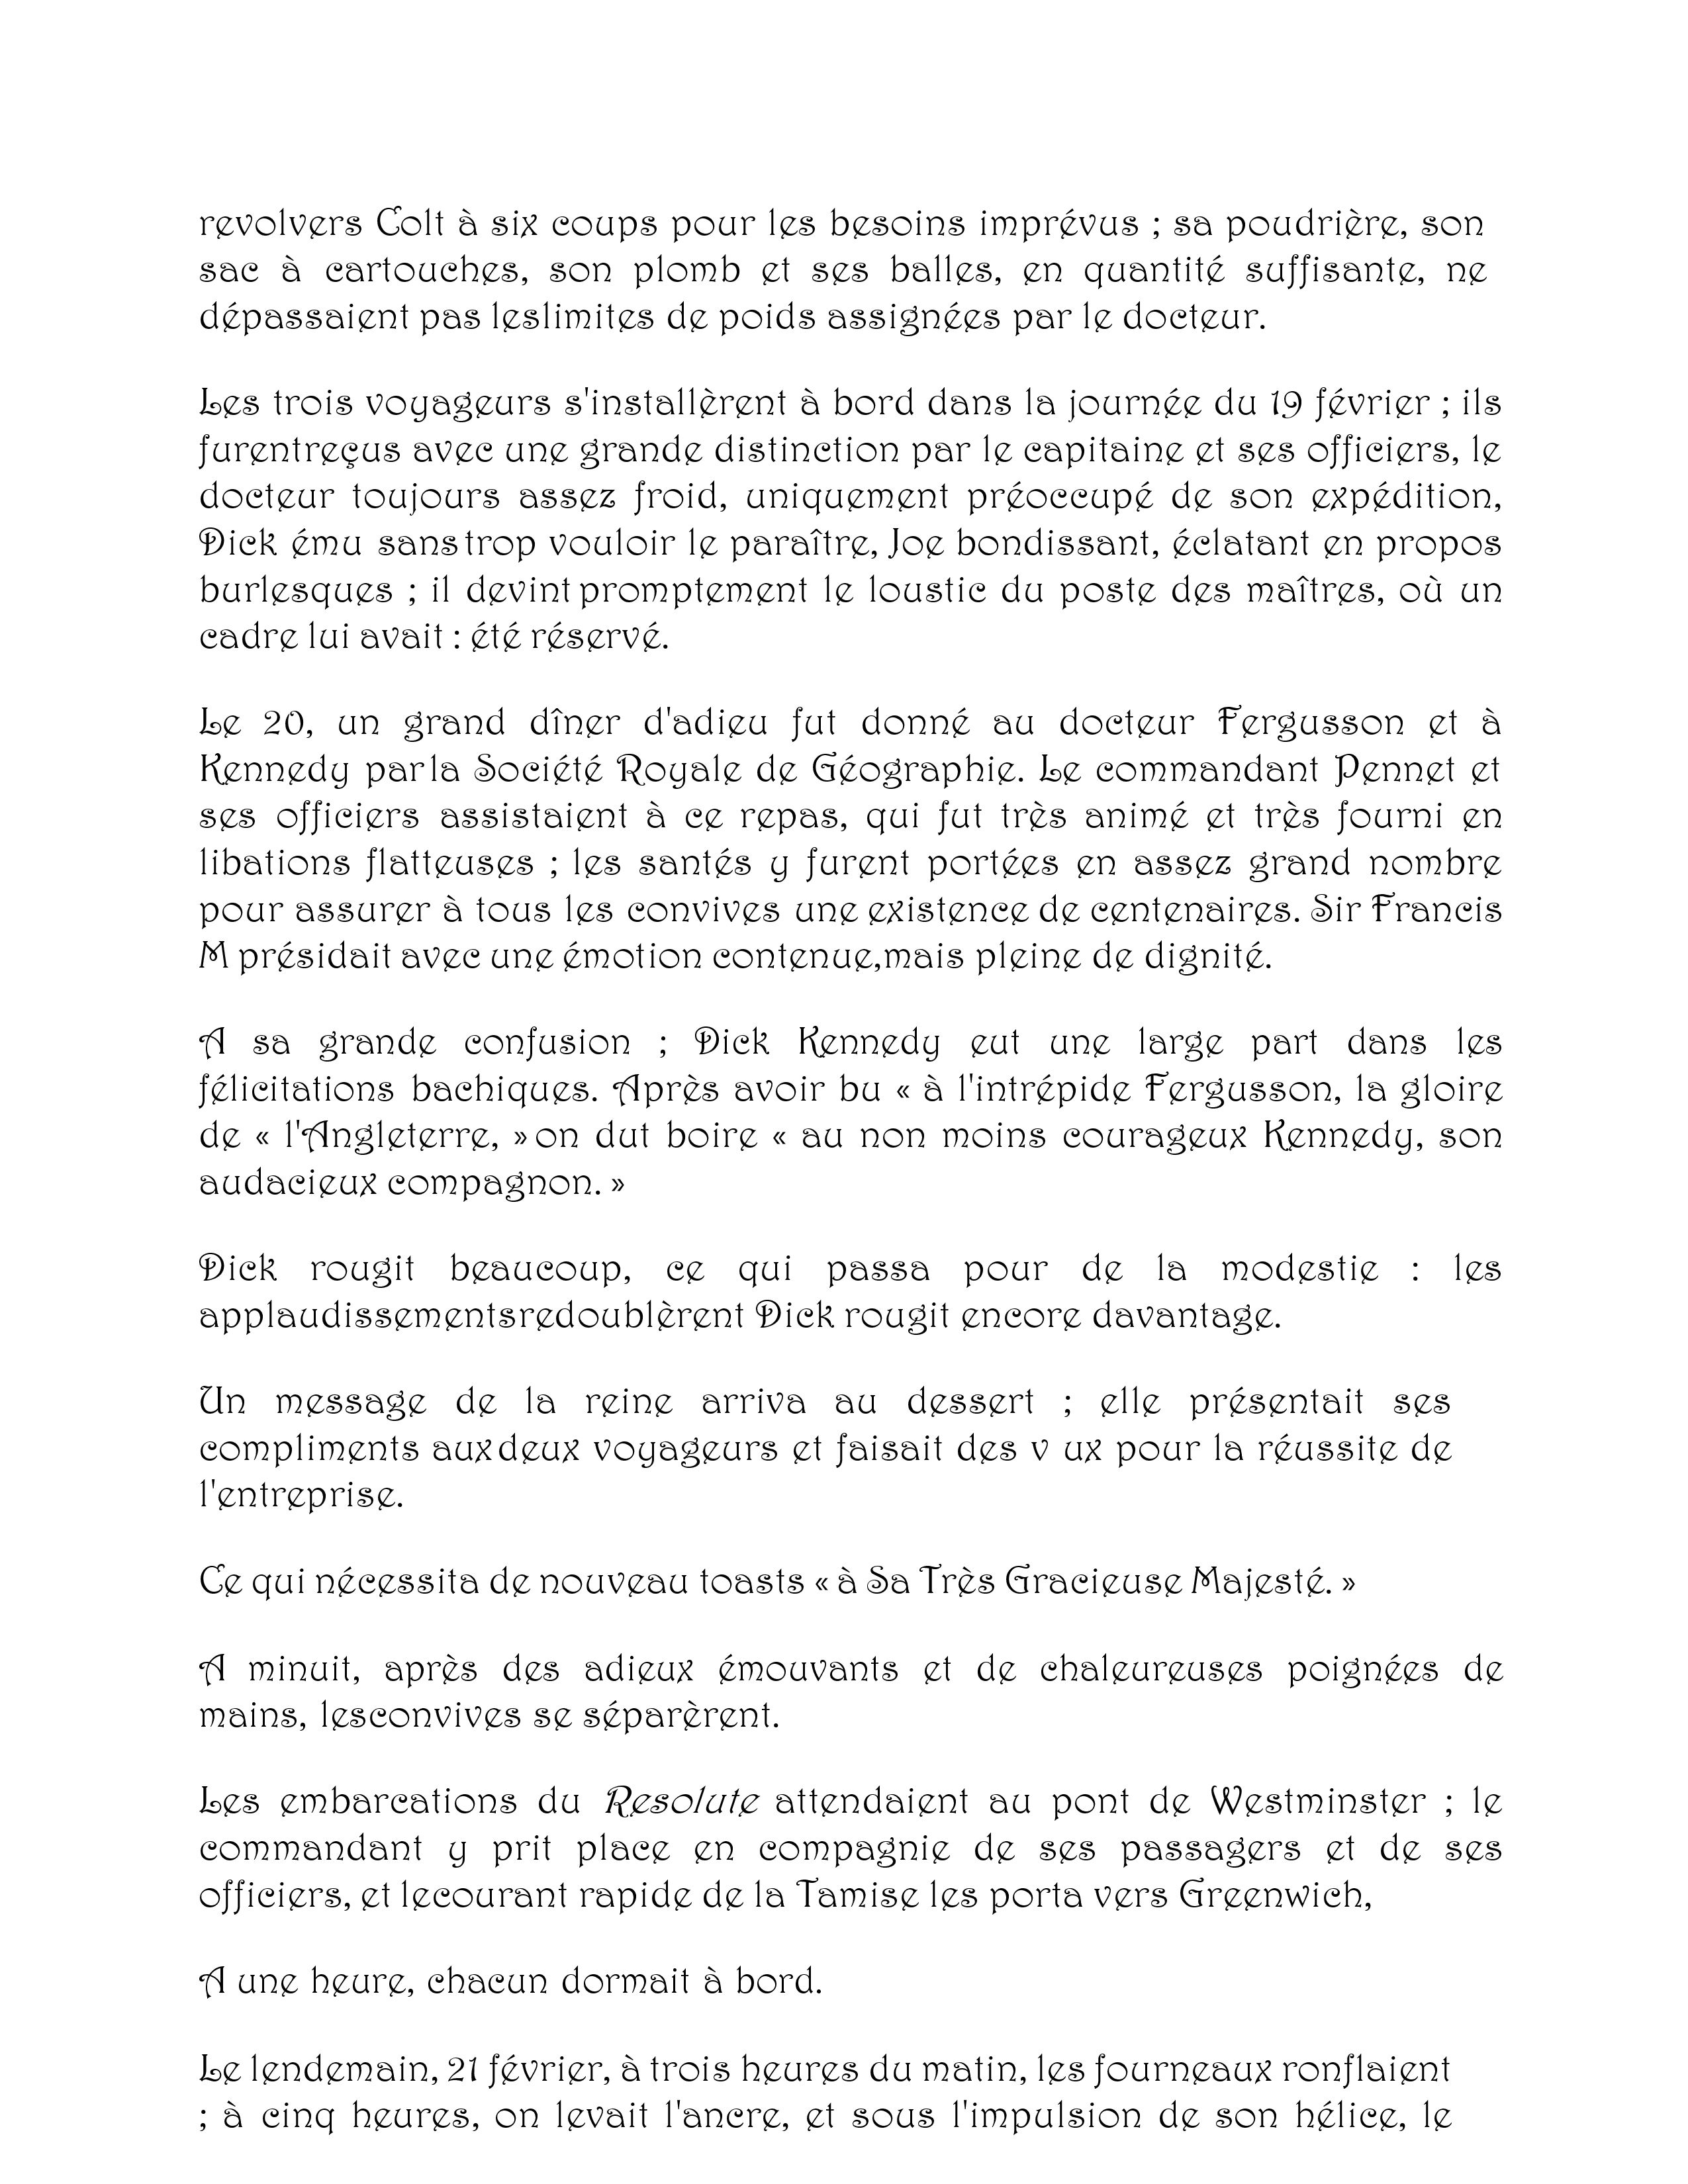 revolvers Colt à six coups pour les besoins imprévus ; sa poudrière, son
sac à cartouches, son plomb et ses balles, en quantité suffisante, ne
dépassaient pas leslimites de poids assignées par le docteur.
Les trois voyageurs s'installèrent à bord dans la journée du 19 février ; ils
furentreçus avec une grande distinction par le capitaine et ses officiers, le
docteur toujours assez froid, uniquement préoccupé de son expédition,
Dick ému sans trop vouloir le paraître, Joe bondissant, éclatant en propos
burlesques ; il devint promptement le loustic du poste des maîtres, où un
cadre lui avait : été réservé.
Le 20, un grand dîner d'adieu fut donné au docteur Fergusson et à
Kennedy par la Société Royale de Géographie. Le commandant Pennet et
ses officiers assistaient à ce repas, qui fut très animé et très fourni en
libations flatteuses ; les santés y furent portées en assez grand nombre
pour assurer à tous les convives une existence de centenaires. Sir Francis
M présidait avec une émotion contenue,mais pleine de dignité.
A sa grande confusion ; Dick Kennedy eut une large part dans les
félicitations bachiques. Après avoir bu « à l'intrépide Fergusson, la gloire
de « l'Angleterre, » on dut boire « au non moins courageux Kennedy, son
audacieux compagnon. »
Dick rougit beaucoup, ce qui passa pour de la modestie : les
applaudissementsredoublèrent Dick rougit encore davantage.
Un message de la reine arriva au dessert ; elle présentait ses
compliments aux deux voyageurs et faisait des v ux pour la réussite de
l'entreprise.
Ce qui nécessita de nouveau toasts « à Sa Très Gracieuse Majesté. »
A minuit, après des adieux émouvants et de chaleureuses poignées de
mains, lesconvives se séparèrent.
Les embarcations du Resolute attendaient au pont de Westminster ; le
commandant y prit place en compagnie de ses passagers et de ses
officiers, et lecourant rapide de la Tamise les porta vers Greenwich,
A une heure, chacun dormait à bord.
Le lendemain, 21 février, à trois heures du matin, les fourneaux ronflaient
; à cinq heures, on levait l'ancre, et sous l'impulsion de son hélice, le